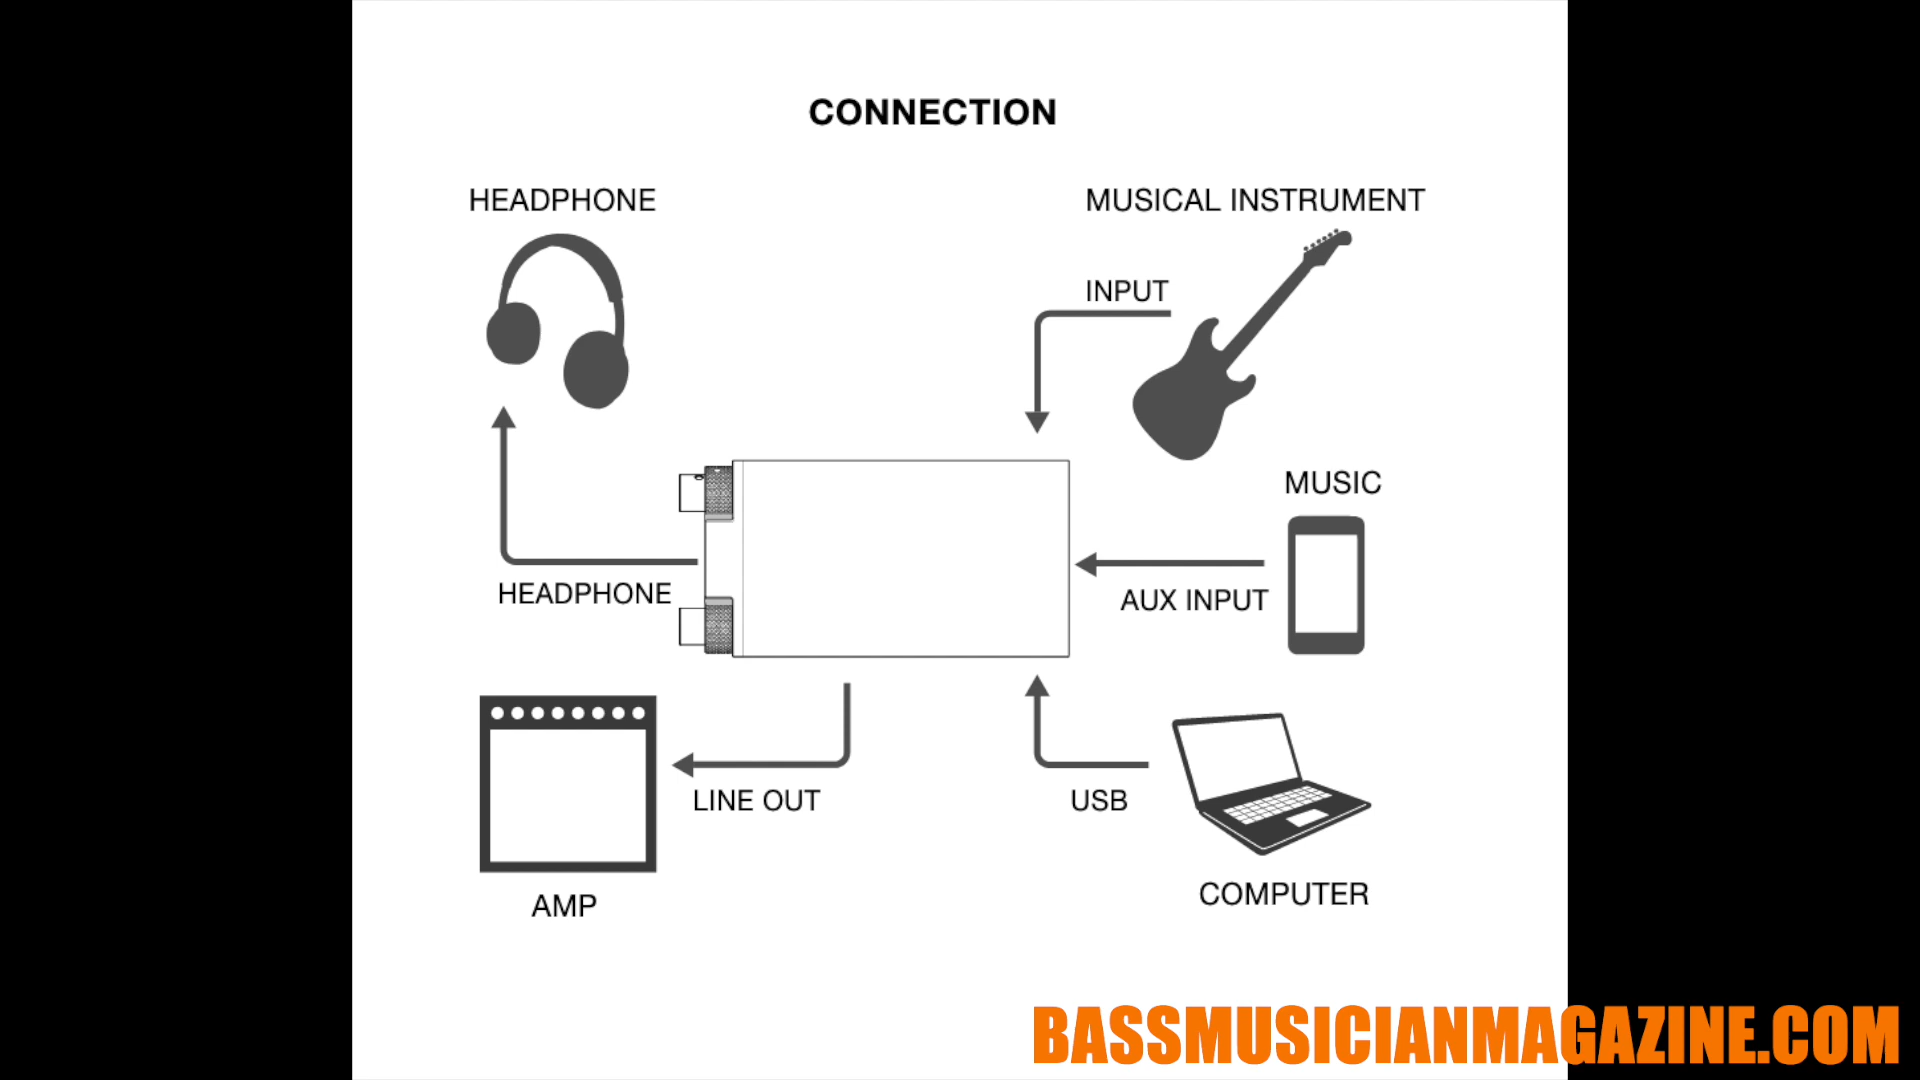 CONNECTION
HEADPHONE
MUSICAL INSTRUMENT
INPUT
MUSIC
HEADPHONE
AUX INPUT
LINE OUT
USB
AMP
COMPUTER
BASSMUSICIANMAGAZINE.COM